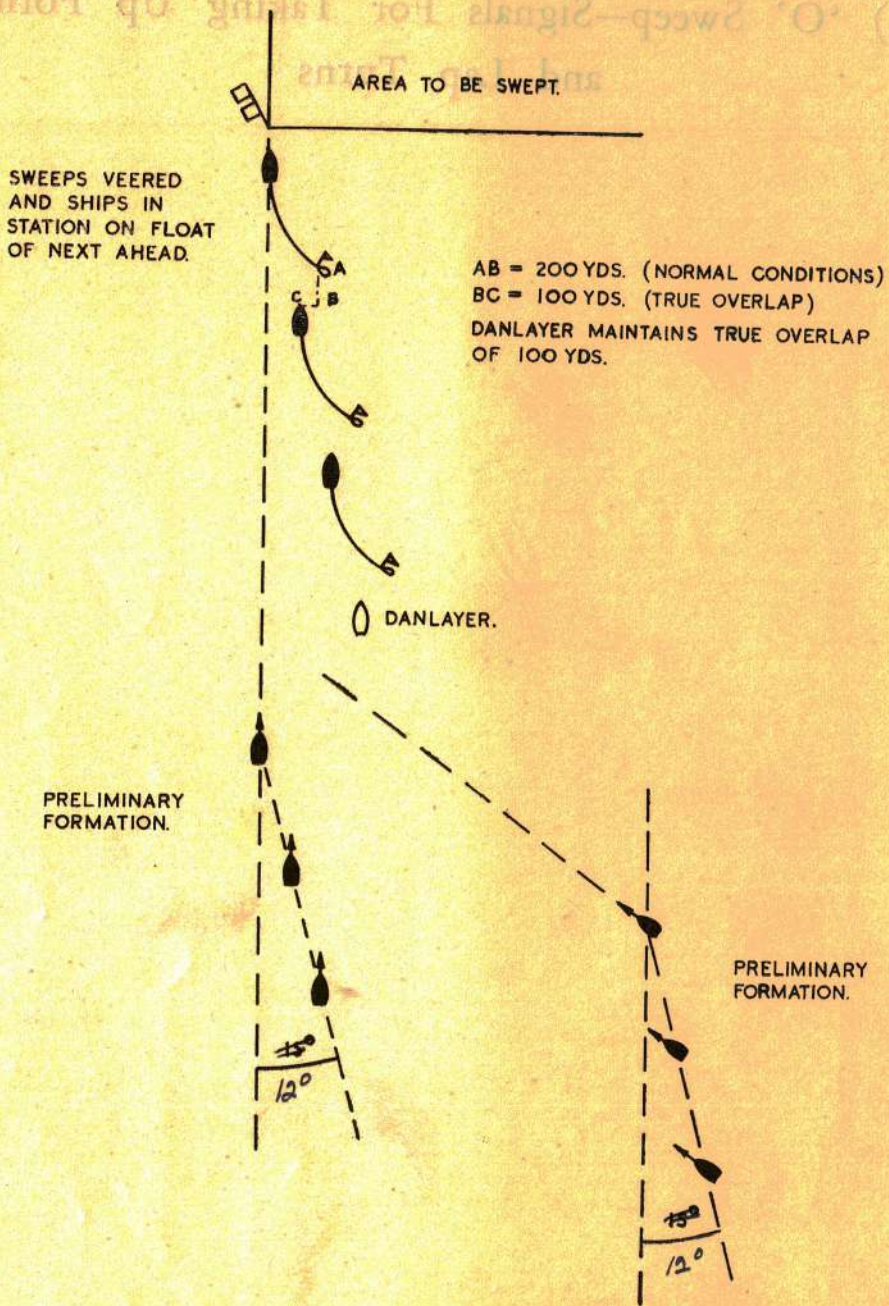 ) 'O' Sweep—Signals For Taking Up Form
and Lap Turns
AREA TO BE SWEPT.
SWEEPS VEERED
AND SHIPS IN
STATION ON FLOAT
OF NEXT AHEAD.
A
C B
AB = 200 YDS. (NORMAL CONDITIONS)
BC = 100 YDS. (TRUE OVERLAP)
DANLAYER MAINTAINS TRUE OVERLAP
OF 100 YDS.
DANLAYER.
PRELIMINARY
FORMATION.
PRELIMINARY
FORMATION.
15°
12°
15°
12°